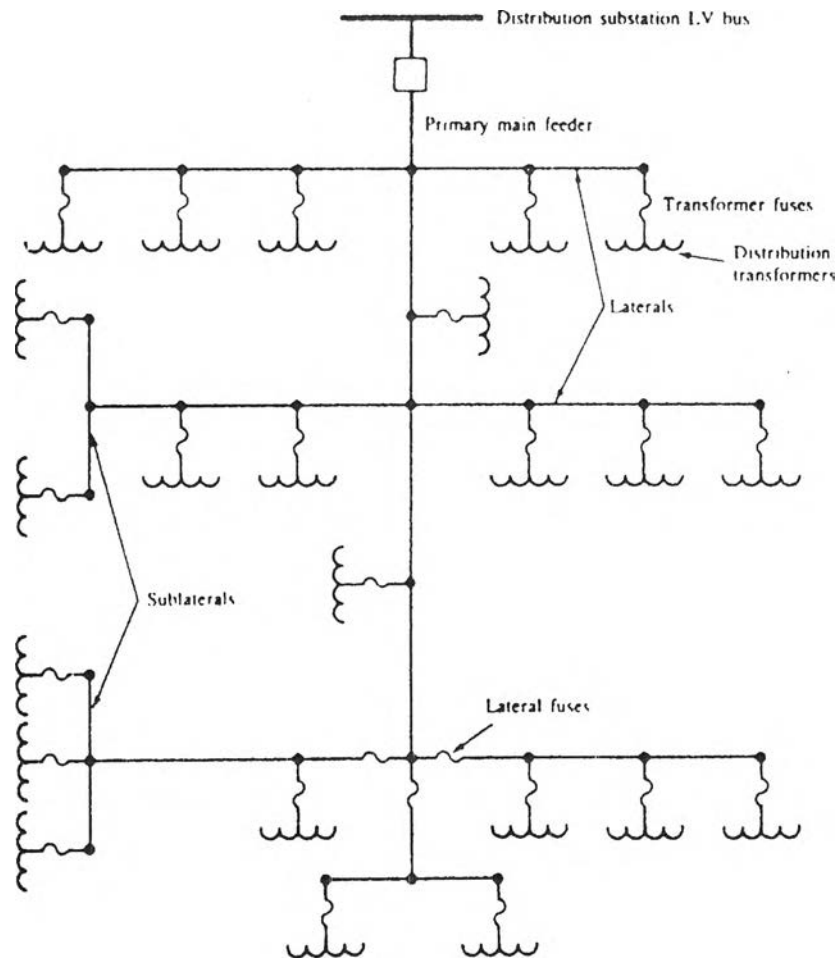 Distribution substation LV bus
Primary main feeder
Transformer fuses
Distribution
transformers
Laterals
Sublaterals
Lateral fuses